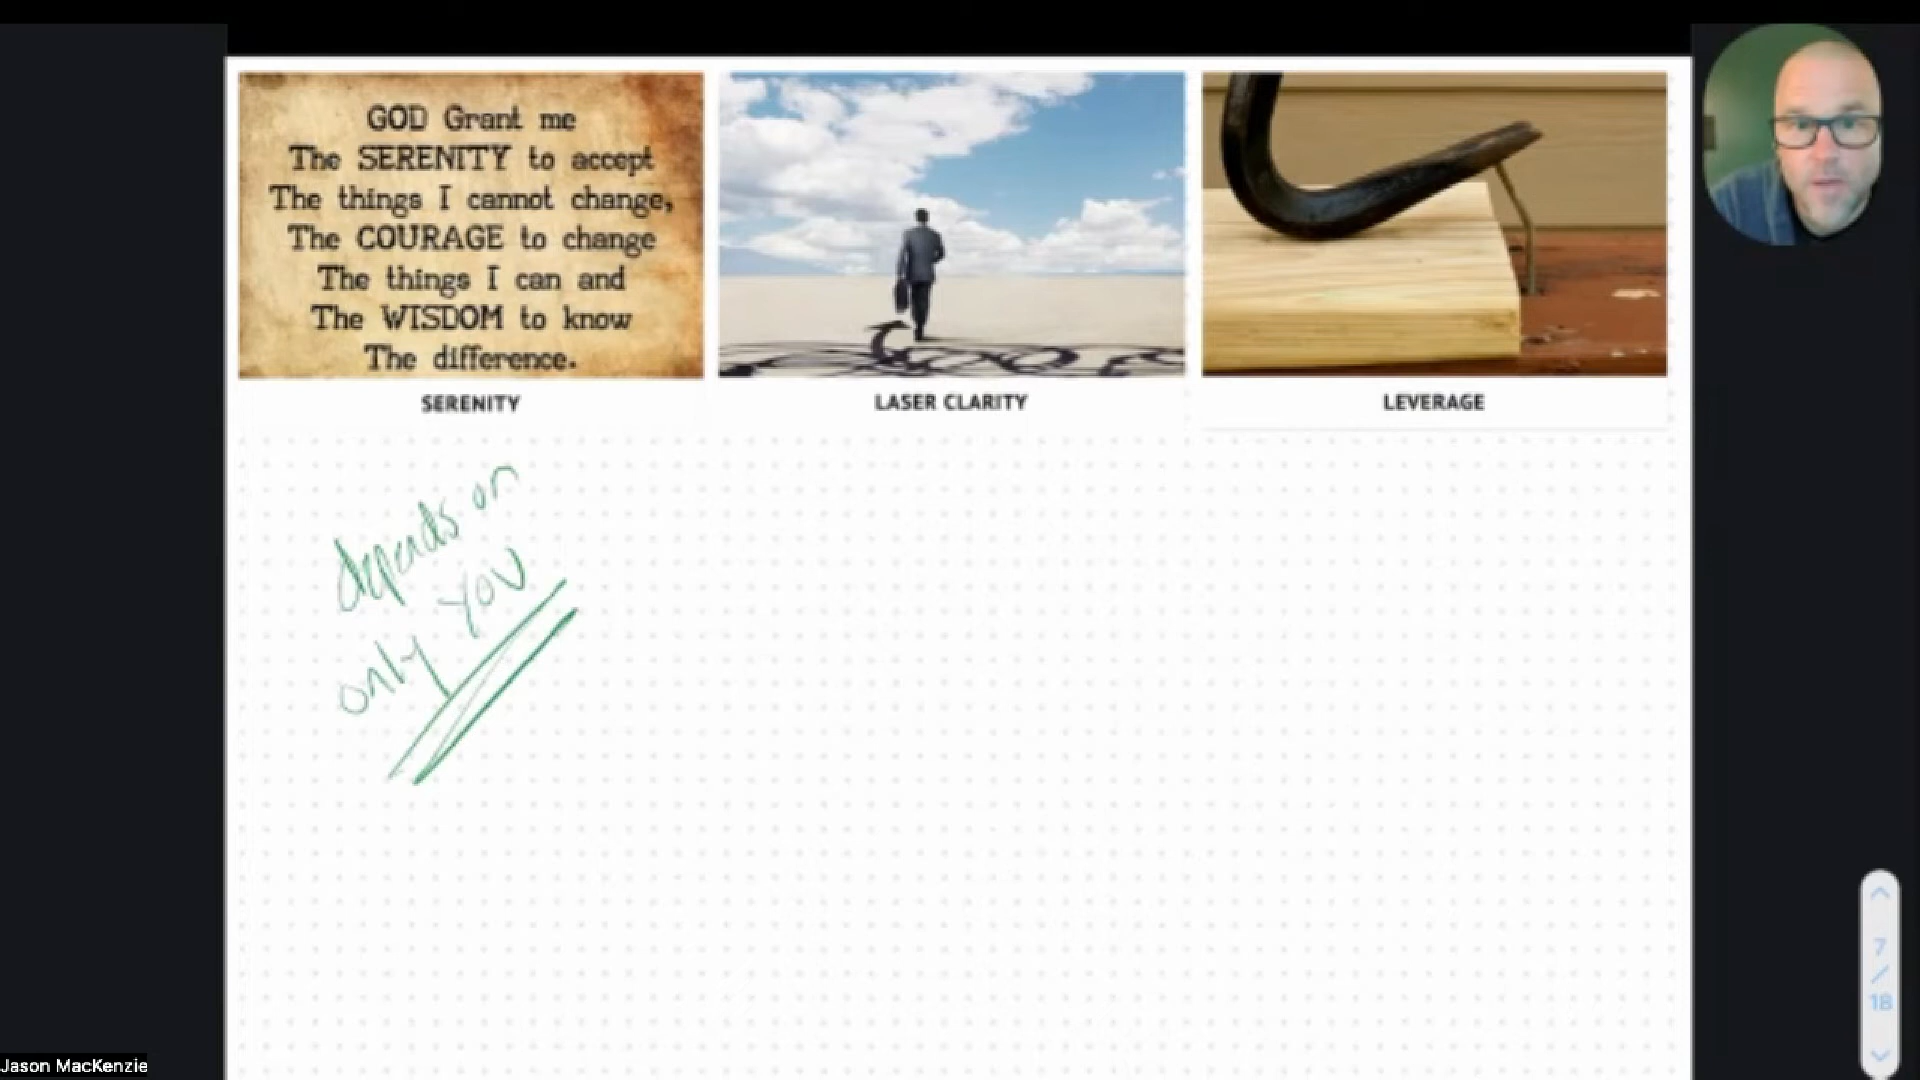 GOD Grant me
The SERENITY to accept
The things I cannot change,
The COURAGE to change
The things I can and
The WISDOM to know
The difference.
SERENITY
LASER CLARITY
LEVERAGE
depends on
only YOU
7
/
18
Jason MacKenzie